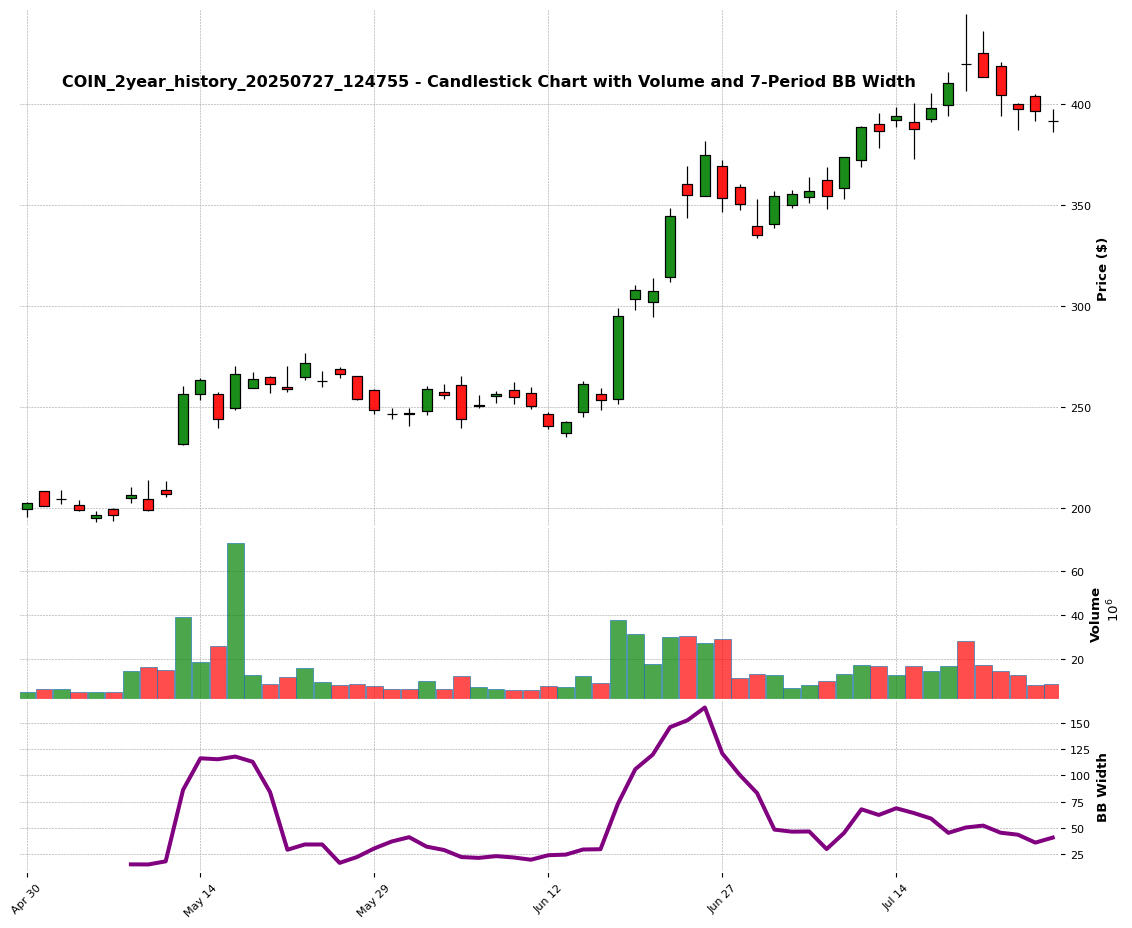 COIN_2year_history_20250727_124755 - Candlestick Chart with Volume and 7-Period BB Width
400
350
300
250
200
Price ($)
60
40
20
Volume
10^6
150
125
100
75
50
25
BB Width
Apr 30
May 14
May 29
Jun 12
Jun 27
Jul 14